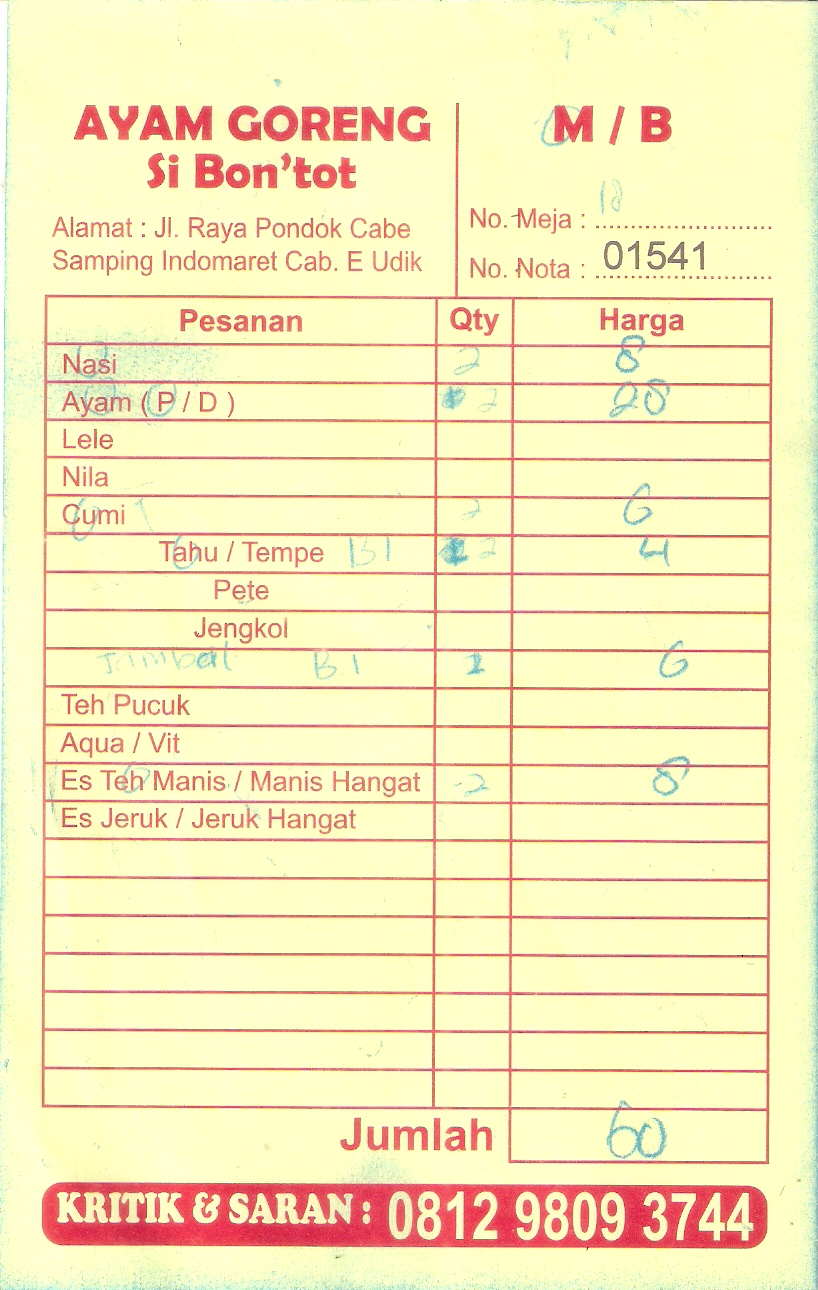 AYAM GORENG
Si Bon'tot
Alamat : Jl. Raya Pondok Cabe
Samping Indomaret Cab. E Udik
M / B
No. Meja : 18
No. Nota : 01541
Pesanan Qty Harga
Nasi 2 8
Ayam ( P / D ) 2 28
Lele
Nila
Cumi 2 6
Tahu / Tempe B1 2 4
Pete
Jengkol
Jambal B1 6
Teh Pucuk
Aqua / Vit
Es Teh Manis / Manis Hangat 2 8
Es Jeruk / Jeruk Hangat
Jumlah 60
KRITIK & SARAN : 0812 9809 3744